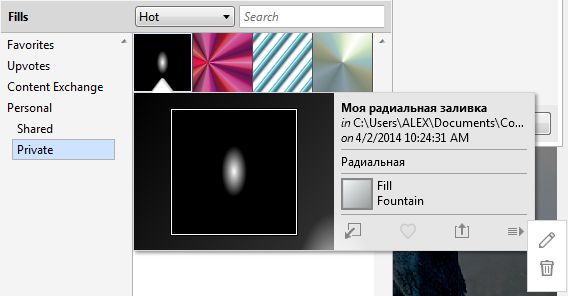 Fills
Hot
Search
Favorites
Upvotes
Content Exchange
Personal
Shared
Private
Моя радиальная заливка
in C:\Users\ALEX\Documents\Co...
on 4/2/2014 10:24:31 AM
Радиальная
Fill
Fountain